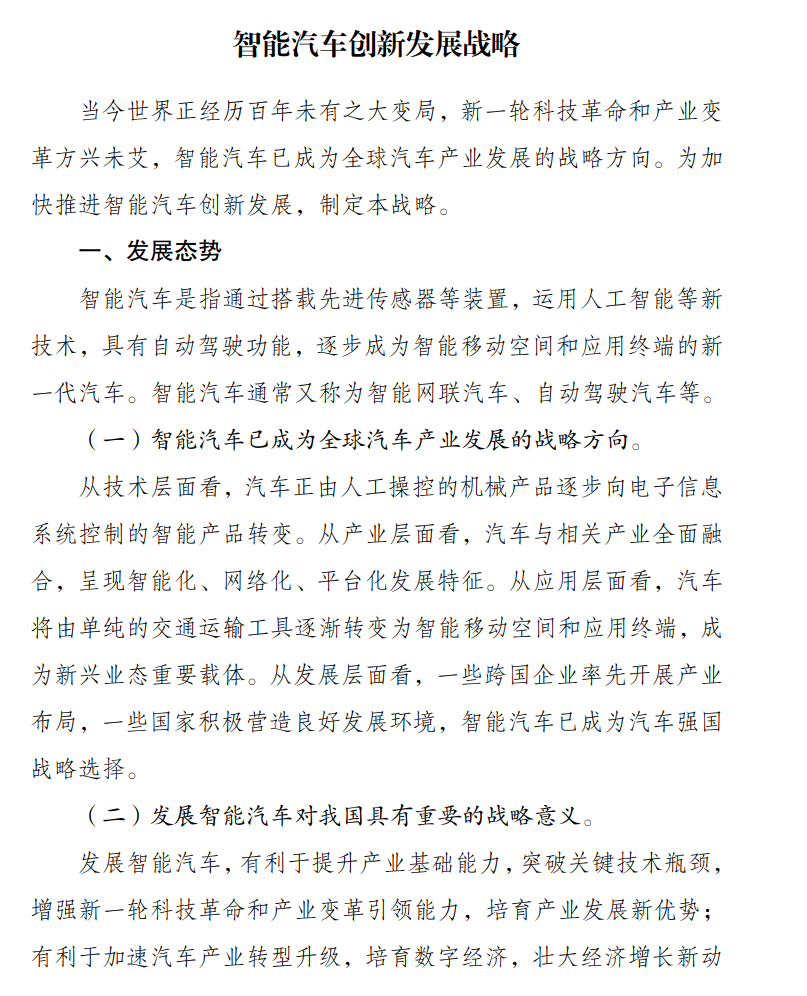 智能汽车创新发展战略
当今世界正经历百年未有之大变局，新一轮科技革命和产业变
革方兴未艾，智能汽车已成为全球汽车产业发展的战略方向。为加
快推进智能汽车创新发展，制定本战略。
一、发展态势
智能汽车是指通过搭载先进传感器等装置，运用人工智能等新
技术，具有自动驾驶功能，逐步成为智能移动空间和应用终端的新
一代汽车。智能汽车通常又称为智能网联汽车、自动驾驶汽车等。
（一）智能汽车已成为全球汽车产业发展的战略方向。
从技术层面看，汽车正由人工操控的机械产品逐步向电子信息
系统控制的智能产品转变。从产业层面看，汽车与相关产业全面融
合，呈现智能化、网络化、平台化发展特征。从应用层面看，汽车
将由单纯的交通运输工具逐渐转变为智能移动空间和应用终端，成
为新兴业态重要载体。从发展层面看，一些跨国企业率先开展产业
布局，一些国家积极营造良好发展环境，智能汽车已成为汽车强国
战略选择。
（二）发展智能汽车对我国具有重要的战略意义。
发展智能汽车，有利于提升产业基础能力，突破关键技术瓶颈，
增强新一轮科技革命和产业变革引领能力，培育产业发展新优势；
有利于加速汽车产业转型升级，培育数字经济，壮大经济增长新动